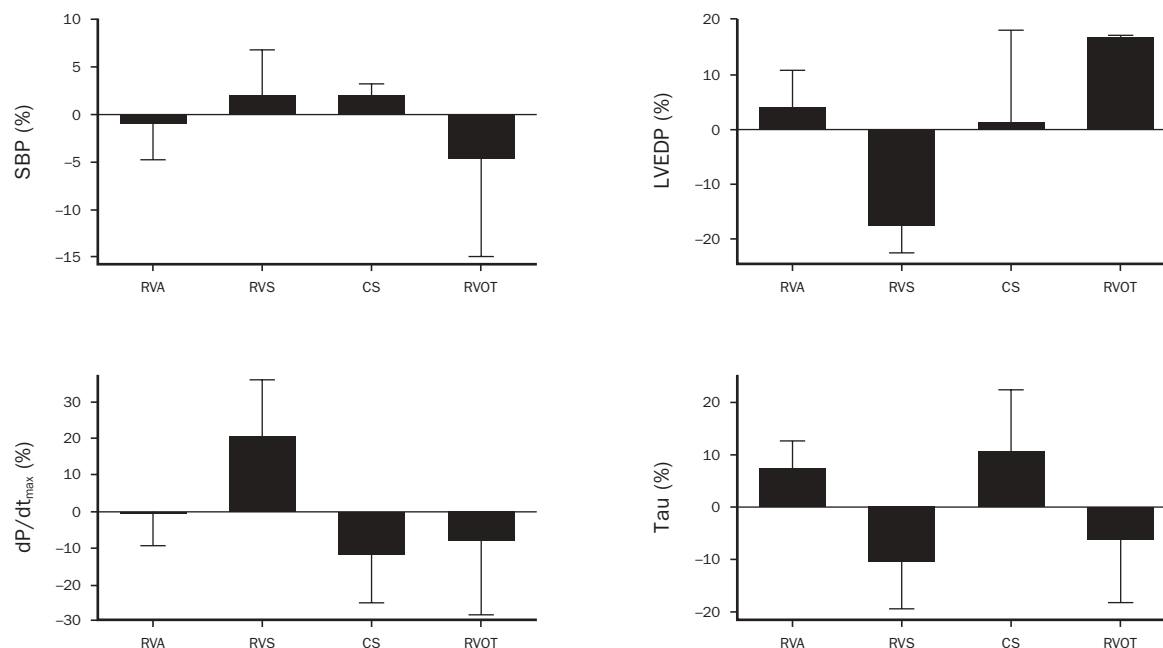 10
5
0
–5
–10
–15
SBP (%)
RVA RVS CS RVOT
20
10
0
–10
–20
LVEDP (%)
RVA RVS CS RVOT
30
20
10
0
–10
–20
–30
dP/dtmax (%)
RVA RVS CS RVOT
20
10
0
–10
–20
Tau (%)
RVA RVS CS RVOT